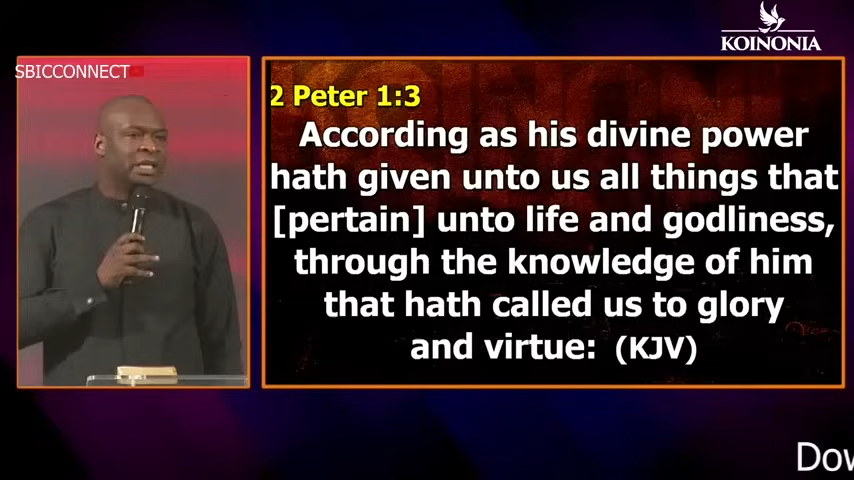 KOINONIA
SBICCONNECT
2 Peter 1:3
According as his divine power
hath given unto us all things that
[pertain] unto life and godliness,
through the knowledge of him
that hath called us to glory
and virtue: (KJV)